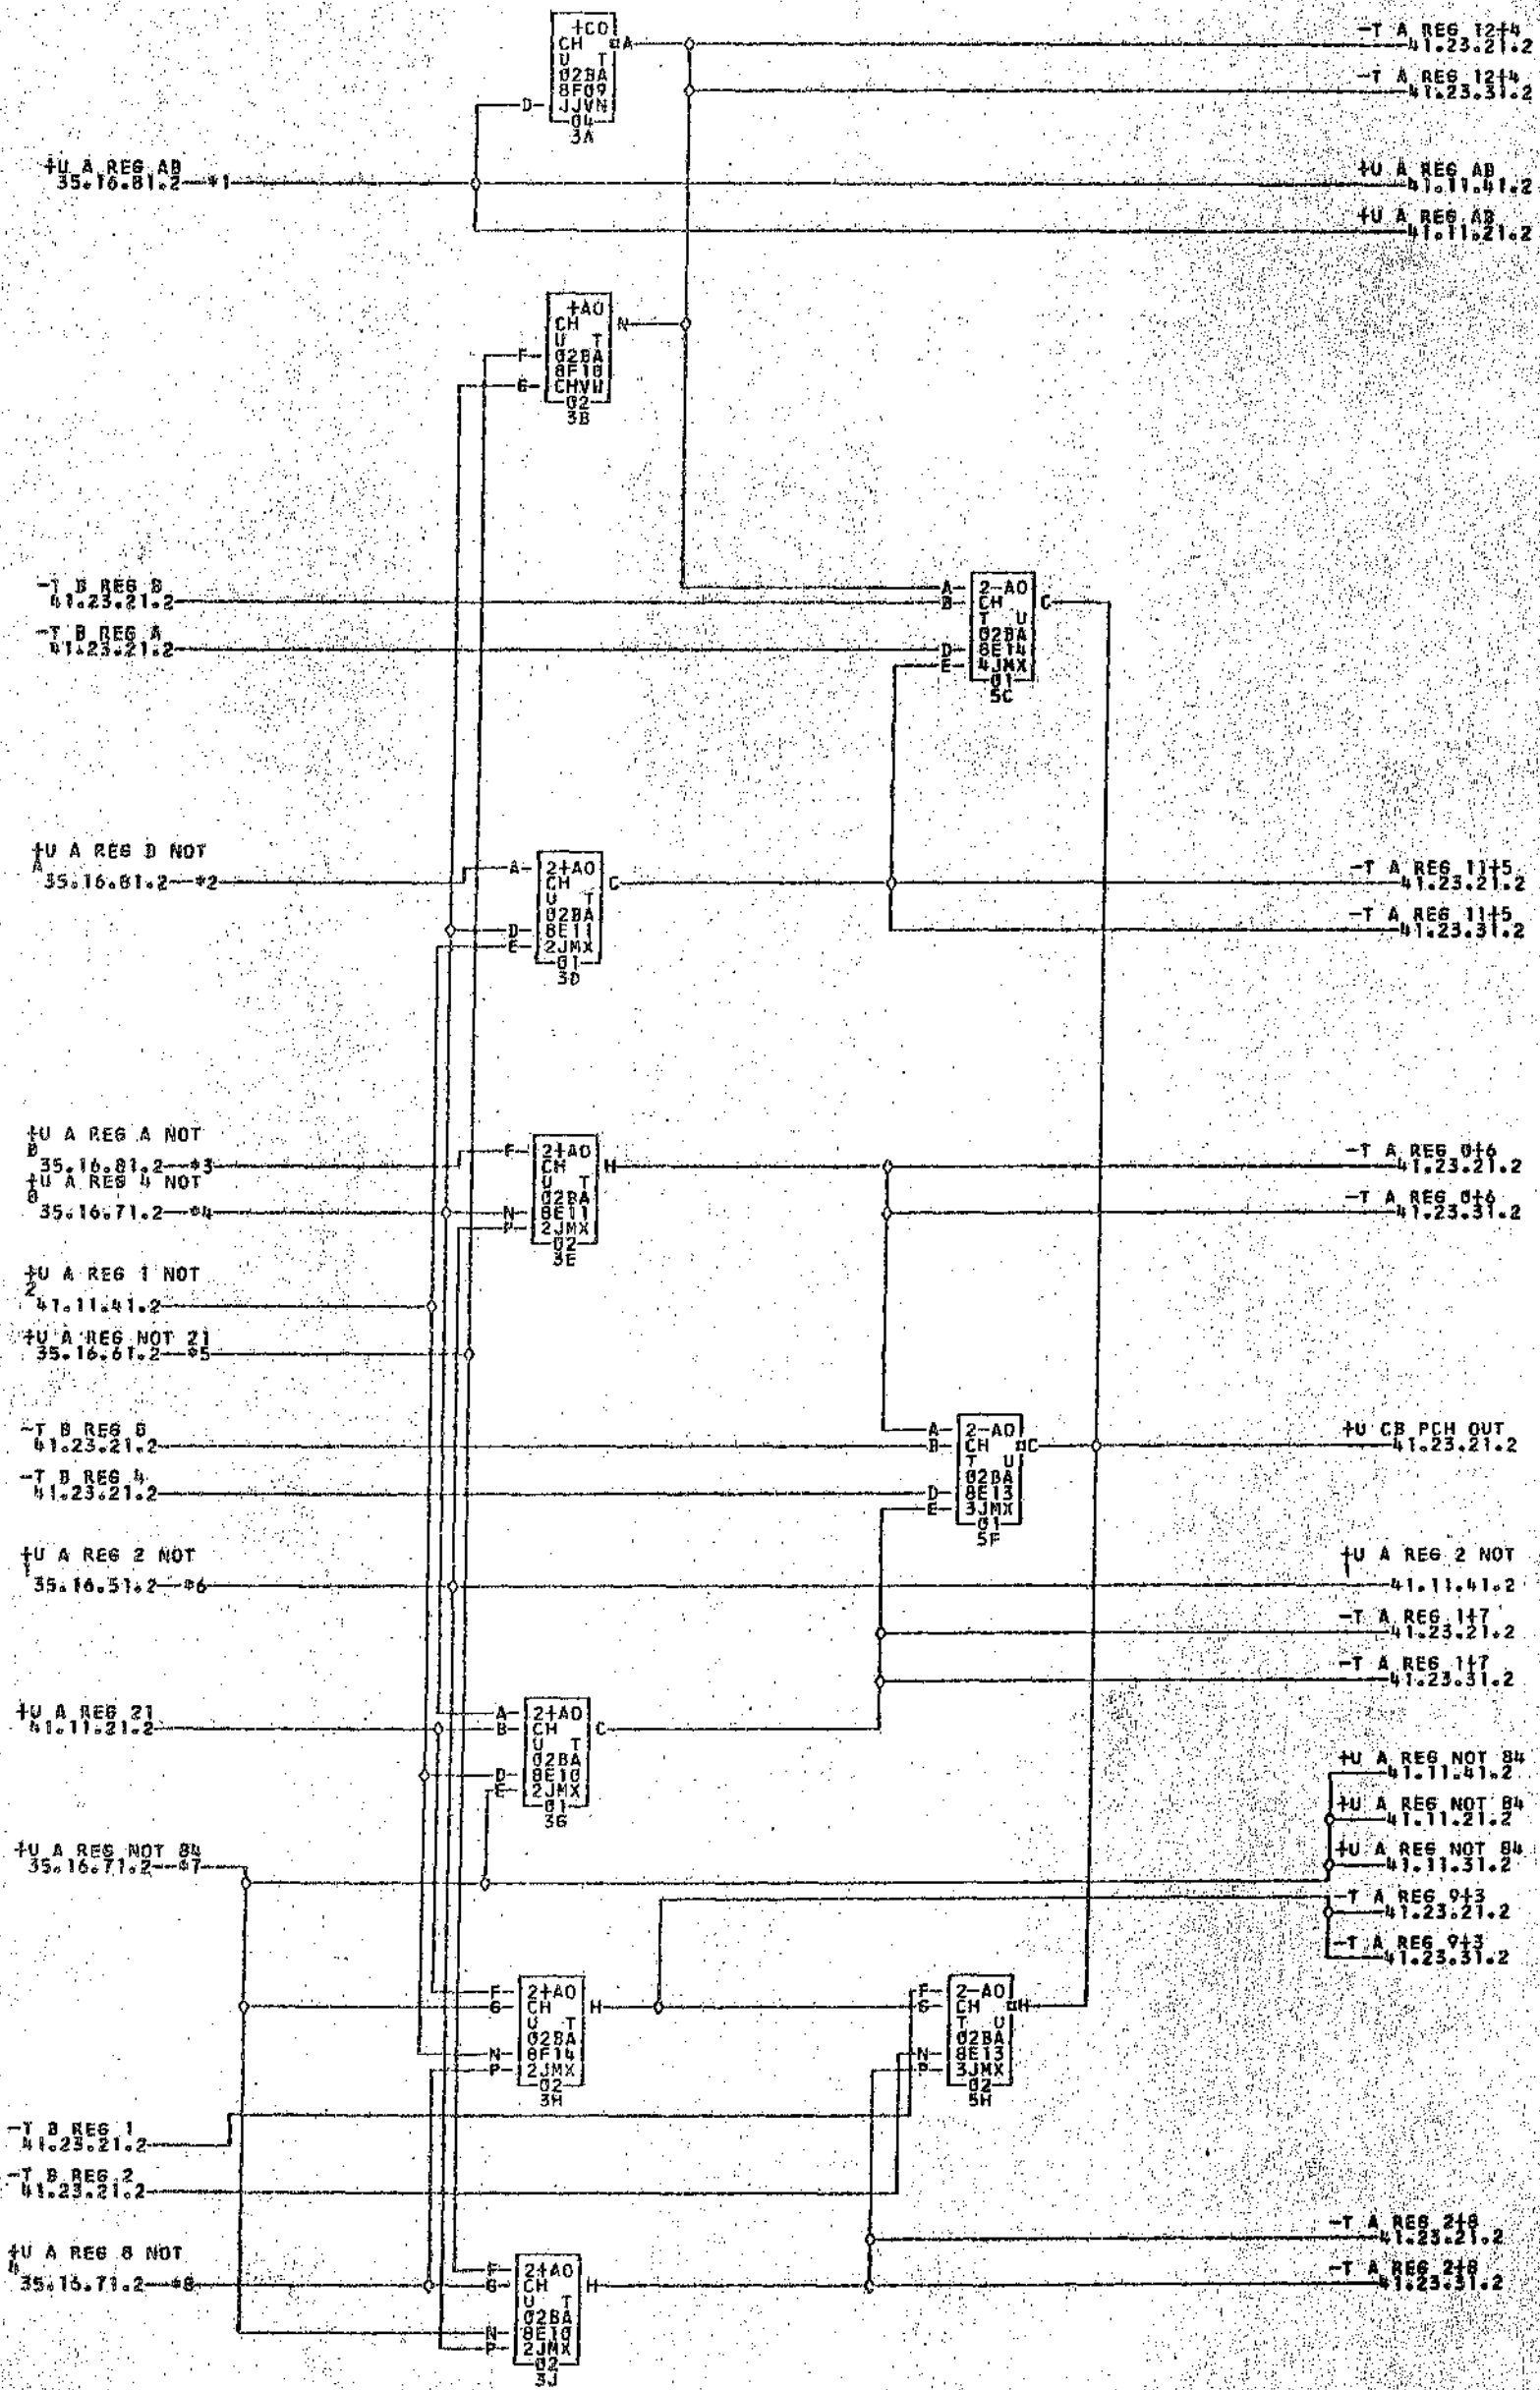 +CO
CH
U T
02BA
8F09
JJVN
04
3A
A
D
-T A REG 12+4
41.23.21.2
-T A REG 12+4
41.23.31.2
+U A REG AB
35.16.81.2 *1
+U A REG AB
41.11.41.2
+U A REG AB
41.11.21.2
+AO
CH
U T
02BA
8F10
CHVW
02
3B
N
F
G
-T B REG 8
41.23.21.2
-T B REG A
41.23.21.2
A
B
D
E
2-AO
CH
T U
02BA
8E14
4JMX
01
5C
C
+U A REG B NOT
A
35.16.81.2 *2
A
D
E
2+AO
CH
U T
02BA
8E11
2JMX
01
3D
C
-T A REG 11+5
41.23.21.2
-T A REG 11+5
41.23.31.2
+U A REG A NOT
B
35.16.81.2 *3
+U A REG 4 NOT
8
35.16.71.2 *4
F
N
P
2+AO
CH
U T
02BA
8E11
2JMX
02
3E
H
-T A REG 0+6
41.23.21.2
-T A REG 0+6
41.23.31.2
+U A REG 1 NOT
2
41.11.41.2
+U A REG NOT 21
35.16.61.2 *5
-T B REG 8
41.23.21.2
-T B REG 4
41.23.21.2
A
B
D
E
2-AO
CH
T U
02BA
8E13
3JMX
01
5F
C
+U CB PCH OUT
41.23.21.2
+U A REG 2 NOT
1
35.16.51.2 *6
+U A REG 2 NOT
1
41.11.41.2
-T A REG 1+7
41.23.21.2
-T A REG 1+7
41.23.31.2
+U A REG 21
41.11.21.2
A
B
D
E
2+AO
CH
U T
02BA
8E10
2JMX
01
3G
C
+U A REG NOT 84
41.11.41.2
+U A REG NOT 84
41.11.21.2
+U A REG NOT 84
41.11.31.2
+U A REG NOT 84
35.16.71.2 *7
-T A REG 9+3
41.23.21.2
-T A REG 9+3
41.23.31.2
F
G
N
P
2+AO
CH
U T
02BA
8F14
2JMX
02
3H
H
F
G
N
P
2-AO
CH
T U
02BA
8E13
3JMX
02
5H
H
-T B REG 1
41.23.21.2
-T B REG 2
41.23.21.2
+U A REG 8 NOT
4
35.16.71.2 *8
F
G
N
P
2+AO
CH
U T
02BA
8E10
2JMX
02
3J
H
-T A REG 2+8
41.23.21.2
-T A REG 2+8
41.23.31.2